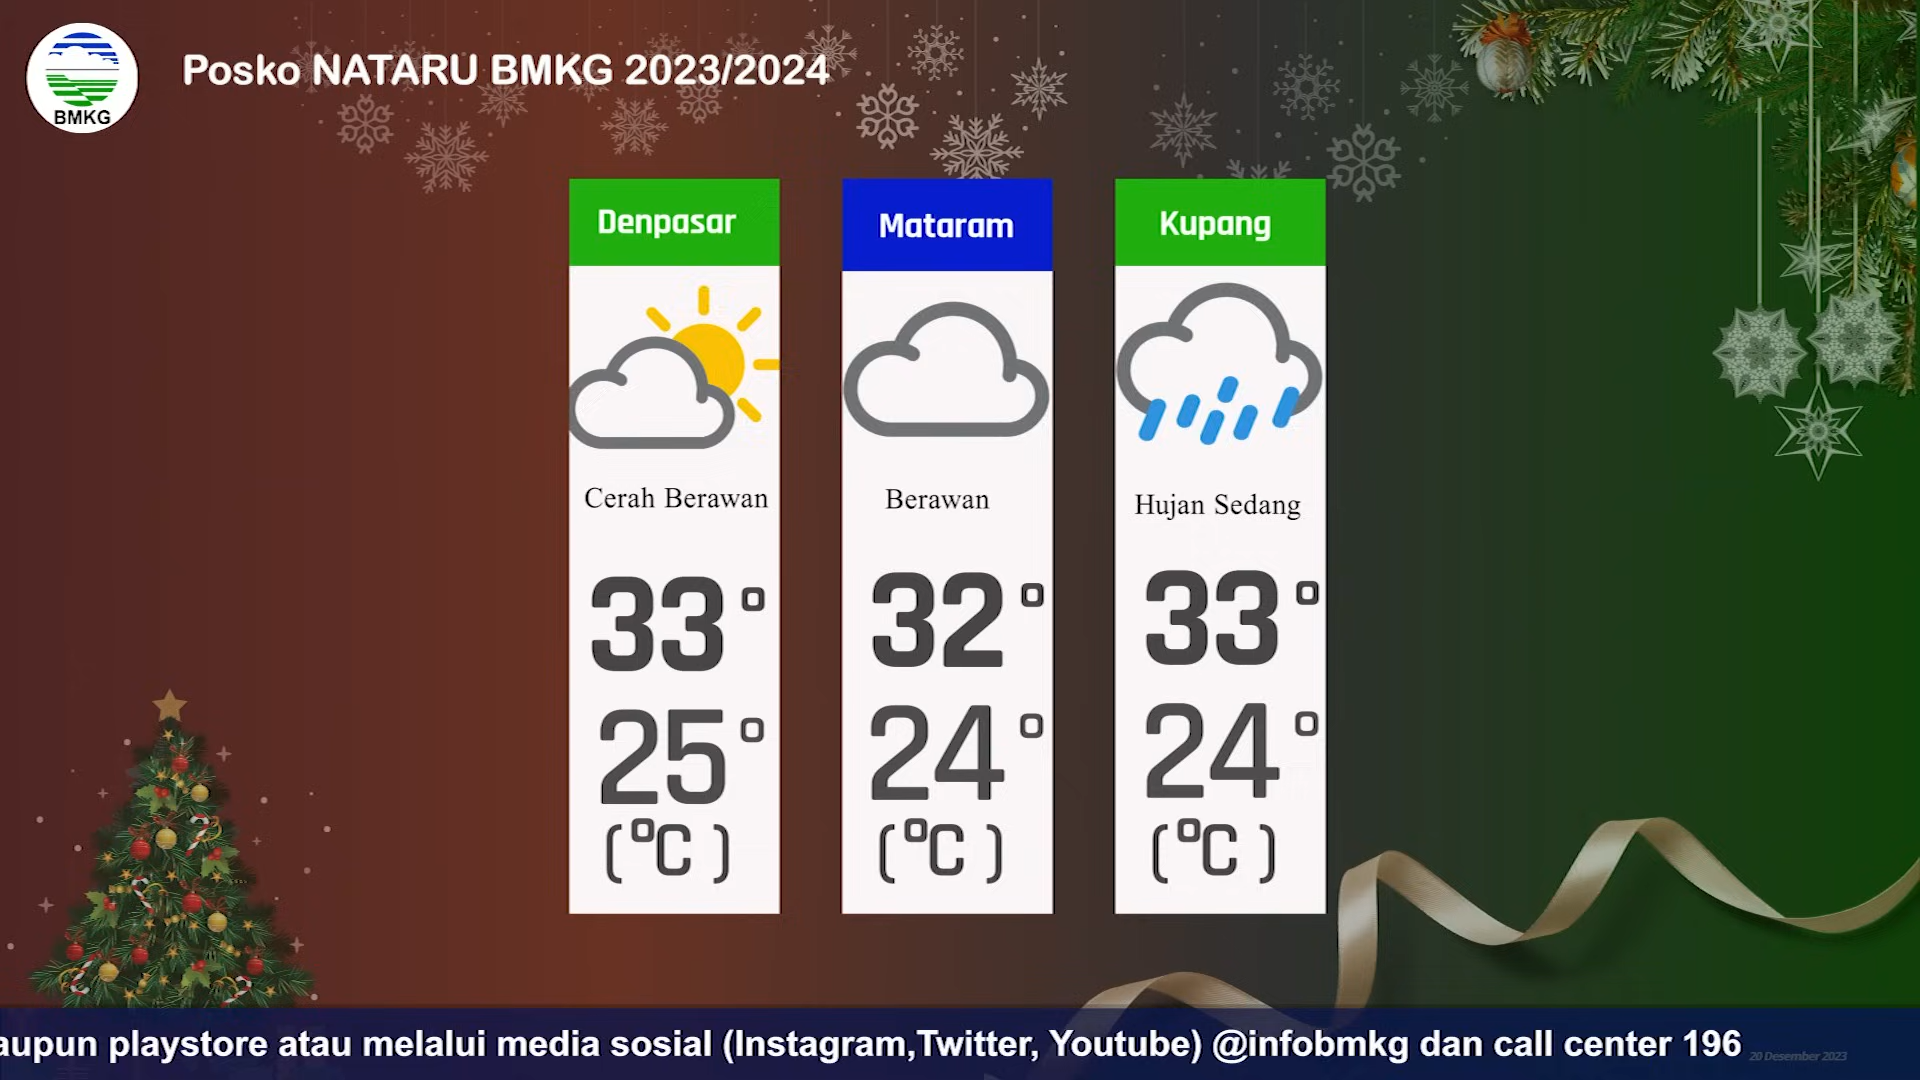 BMKG
Posko NATARU BMKG 2023/2024
Denpasar
Cerah Berawan
33°
25°
(°C )
Mataram
Berawan
32°
24°
(°C )
Kupang
Hujan Sedang
33°
24°
(°C )
aupun playstore atau melalui media sosial (Instagram,Twitter, Youtube) @infobmkg dan call center 196
20 Desember 2023